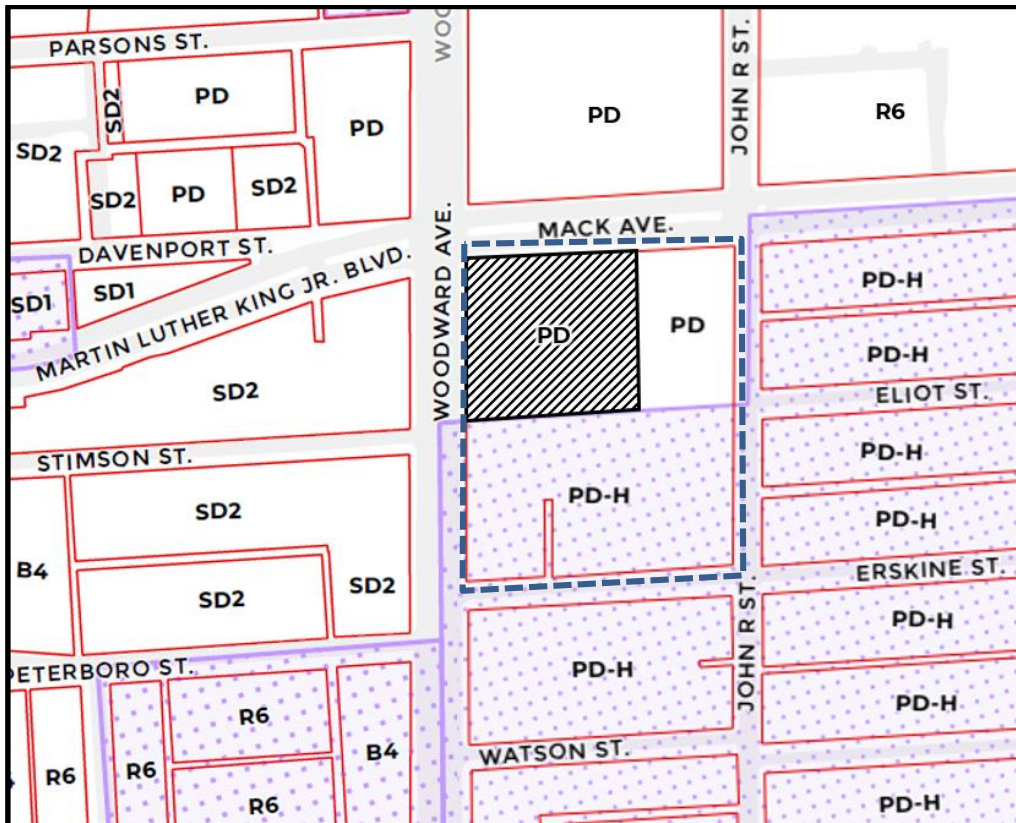 PARSONS ST.
WOO
JOHN R ST.
SD2
PD
PD
PD
R6
SD2
SD2
PD
SD2
MACK AVE.
DAVENPORT ST.
WOODWARD AVE.
SD1
SD1
MARTIN LUTHER KING JR. BLVD.
PD
PD
PD-H
PD-H
SD2
ELIOT ST.
STIMSON ST.
PD-H
PD-H
SD2
PD-H
B4
SD2
SD2
ERSKINE ST.
PD-H
JOHN R ST.
PETERBORO ST.
PD-H
PD-H
R6
B4
WATSON ST.
R6
R6
R6
PD-H